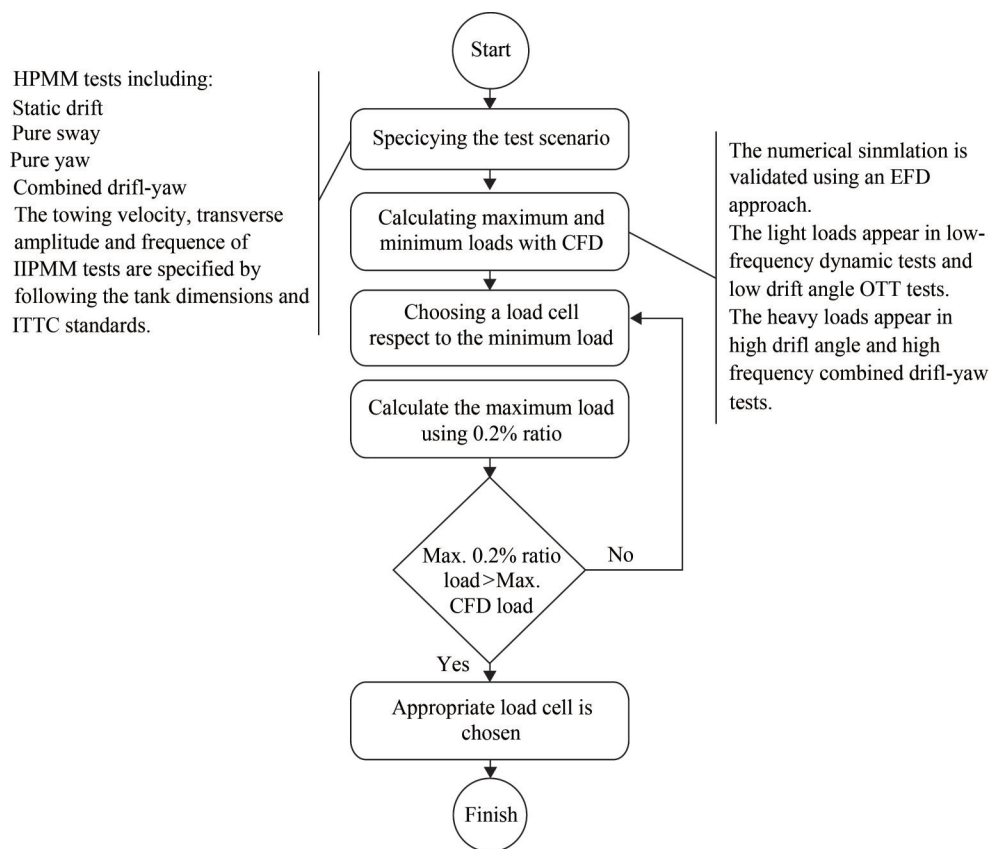 Start
HPMM tests including:
Static drift
Pure sway
Pure yaw
Combined drifl-yaw
The towing velocity, transverse
amplitude and frequence of
IIPMM tests are specified by
following the tank dimensions and
ITTC standards.
Specicying the test scenario
Calculating maximum and
minimum loads with CFD
The numerical sinmlation is
validated using an EFD
approach.
The light loads appear in low-
frequency dynamic tests and
low drift angle OTT tests.
The heavy loads appear in
high drifl angle and high
frequency combined drifl-yaw
tests.
Choosing a load cell
respect to the minimum load
Calculate the maximum load
using 0.2% ratio
Max. 0.2% ratio
load>Max.
CFD load
No
Yes
Appropriate load cell is
chosen
Finish